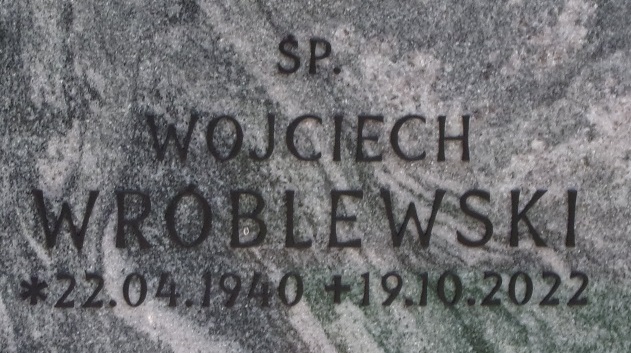 ŚP.
WOJCIECH
WRÓBLEWSKI
*22.04.1940 +19.10.2022